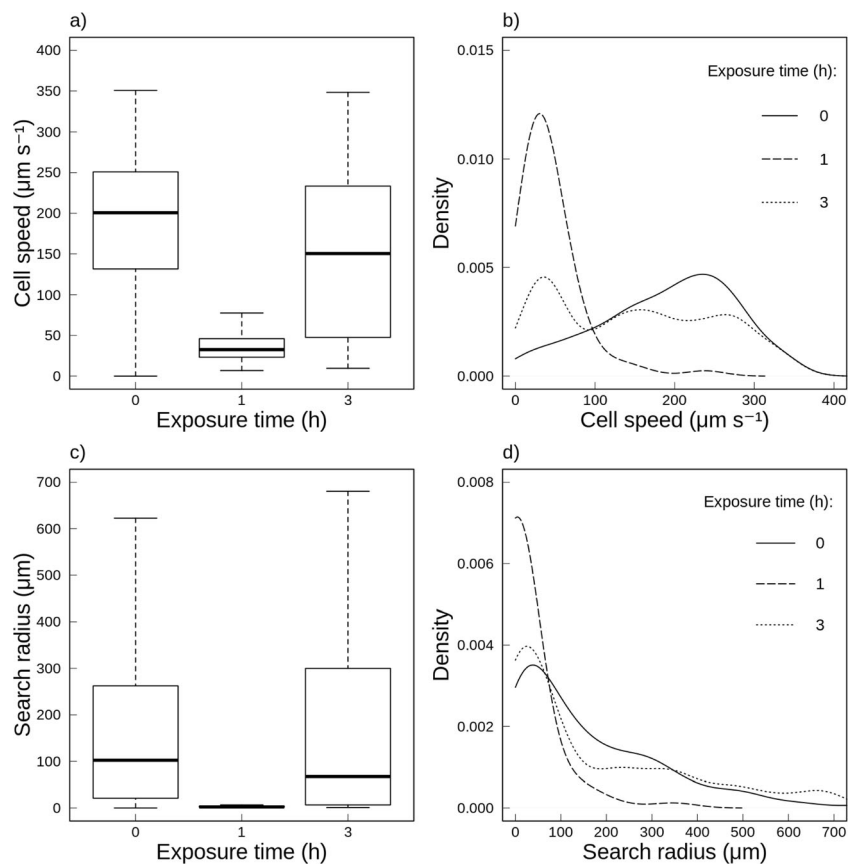 a)
400
350
300
250
200
150
100
50
0
Cell speed (μm s⁻¹)
0 1 3
Exposure time (h)
b)
0.015
0.010
0.005
0.000
Density
Exposure time (h):
0
1
3
0 100 200 300 400
Cell speed (μm s⁻¹)
c)
700
600
500
400
300
200
100
0
Search radius (μm)
0 1 3
Exposure time (h)
d)
0.008
0.006
0.004
0.002
0.000
Density
Exposure time (h):
0
1
3
0 100 200 300 400 500 600 700
Search radius (μm)